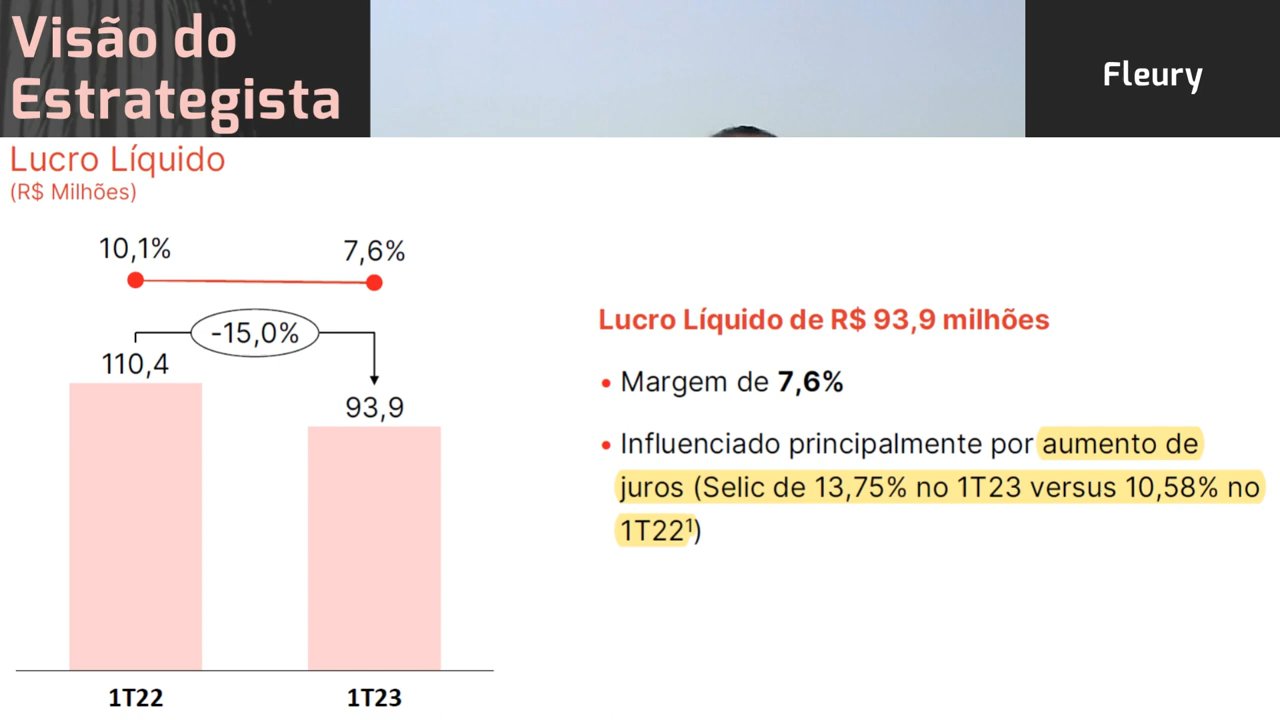 Visão do
Estrategista
Fleury
Lucro Líquido
(R$ Milhões)
10,1%
7,6%
-15,0%
110,4
93,9
1T22
1T23
Lucro Líquido de R$ 93,9 milhões
• Margem de 7,6%
• Influenciado principalmente por aumento de
juros (Selic de 13,75% no 1T23 versus 10,58% no
1T22¹)